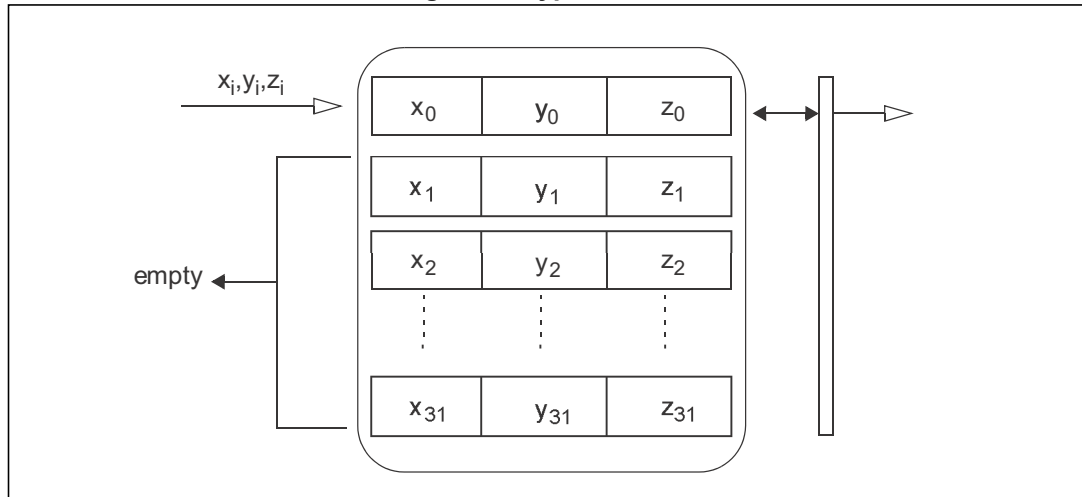 xi,yi,zi
x0 y0 z0
x1 y1 z1
x2 y2 z2
empty
x31 y31 z31